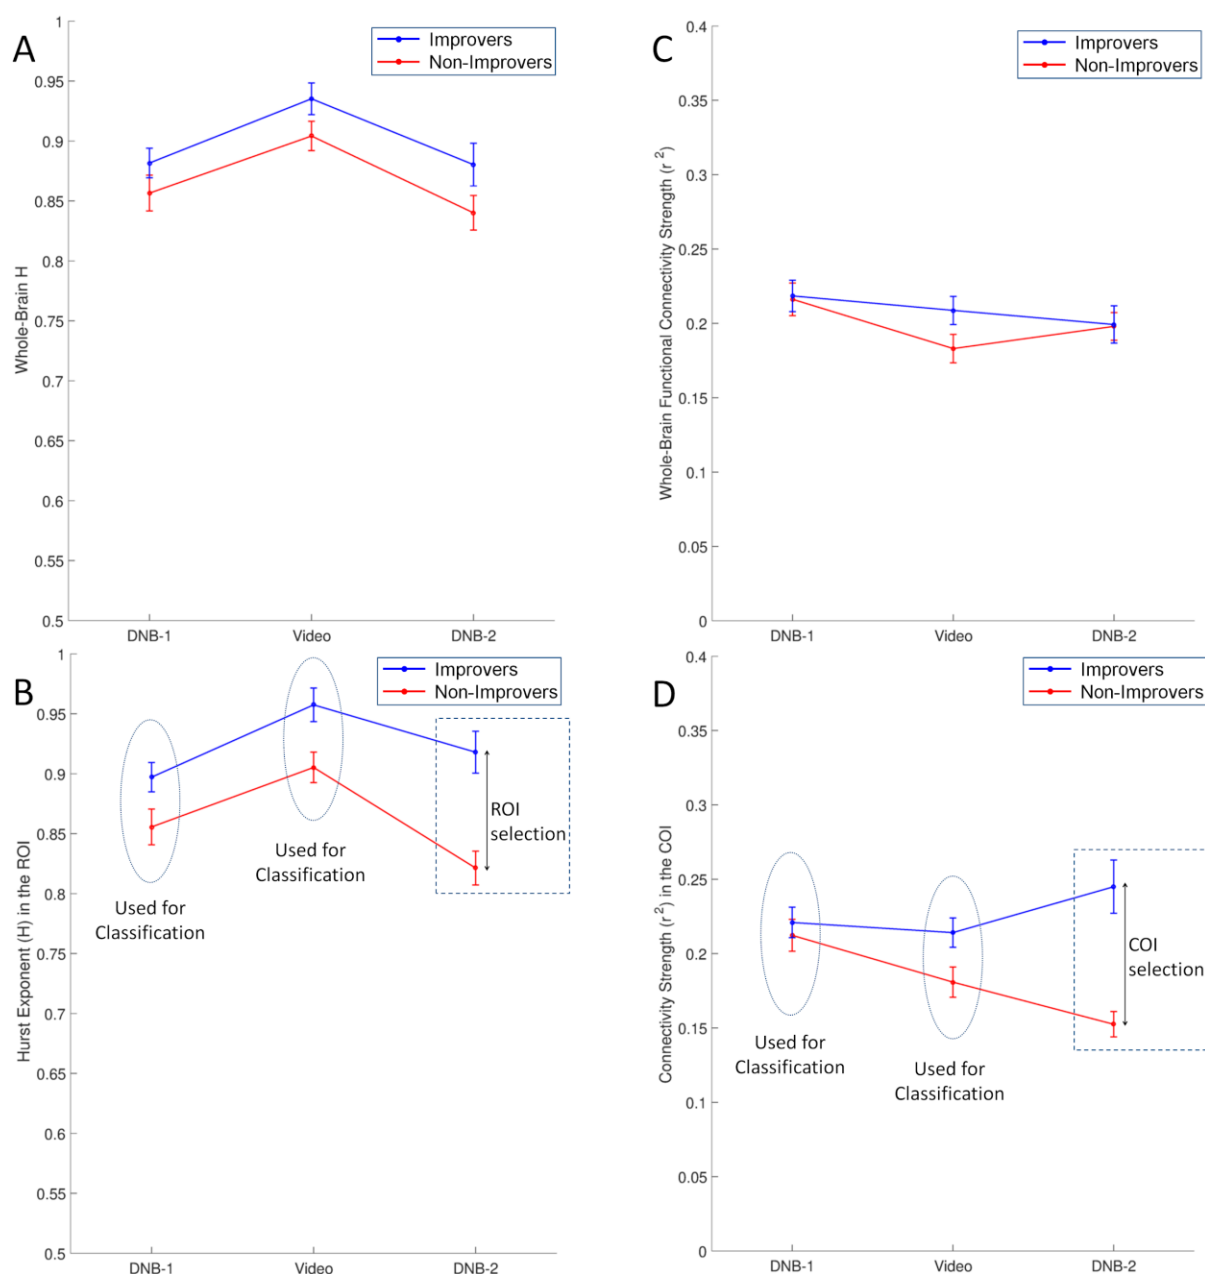 A
Whole-Brain H
1
0.95
0.9
0.85
0.8
0.75
0.7
0.65
0.6
0.55
0.5
Improvers
Non-Improvers
DNB-1
Video
DNB-2
C
Whole-Brain Functional Connectivity Strength (r ²)
0.4
0.35
0.3
0.25
0.2
0.15
0.1
0.05
0
Improvers
Non-Improvers
DNB-1
Video
DNB-2
B
Hurst Exponent (H) in the ROI
1
0.95
0.9
0.85
0.8
0.75
0.7
0.65
0.6
0.55
0.5
Improvers
Non-Improvers
ROI
selection
Used for
Classification
Used for
Classification
DNB-1
Video
DNB-2
D
Connectivity Strength (r ²) in the COI
0.4
0.35
0.3
0.25
0.2
0.15
0.1
0.05
0
Improvers
Non-Improvers
COI
selection
Used for
Classification
Used for
Classification
DNB-1
Video
DNB-2